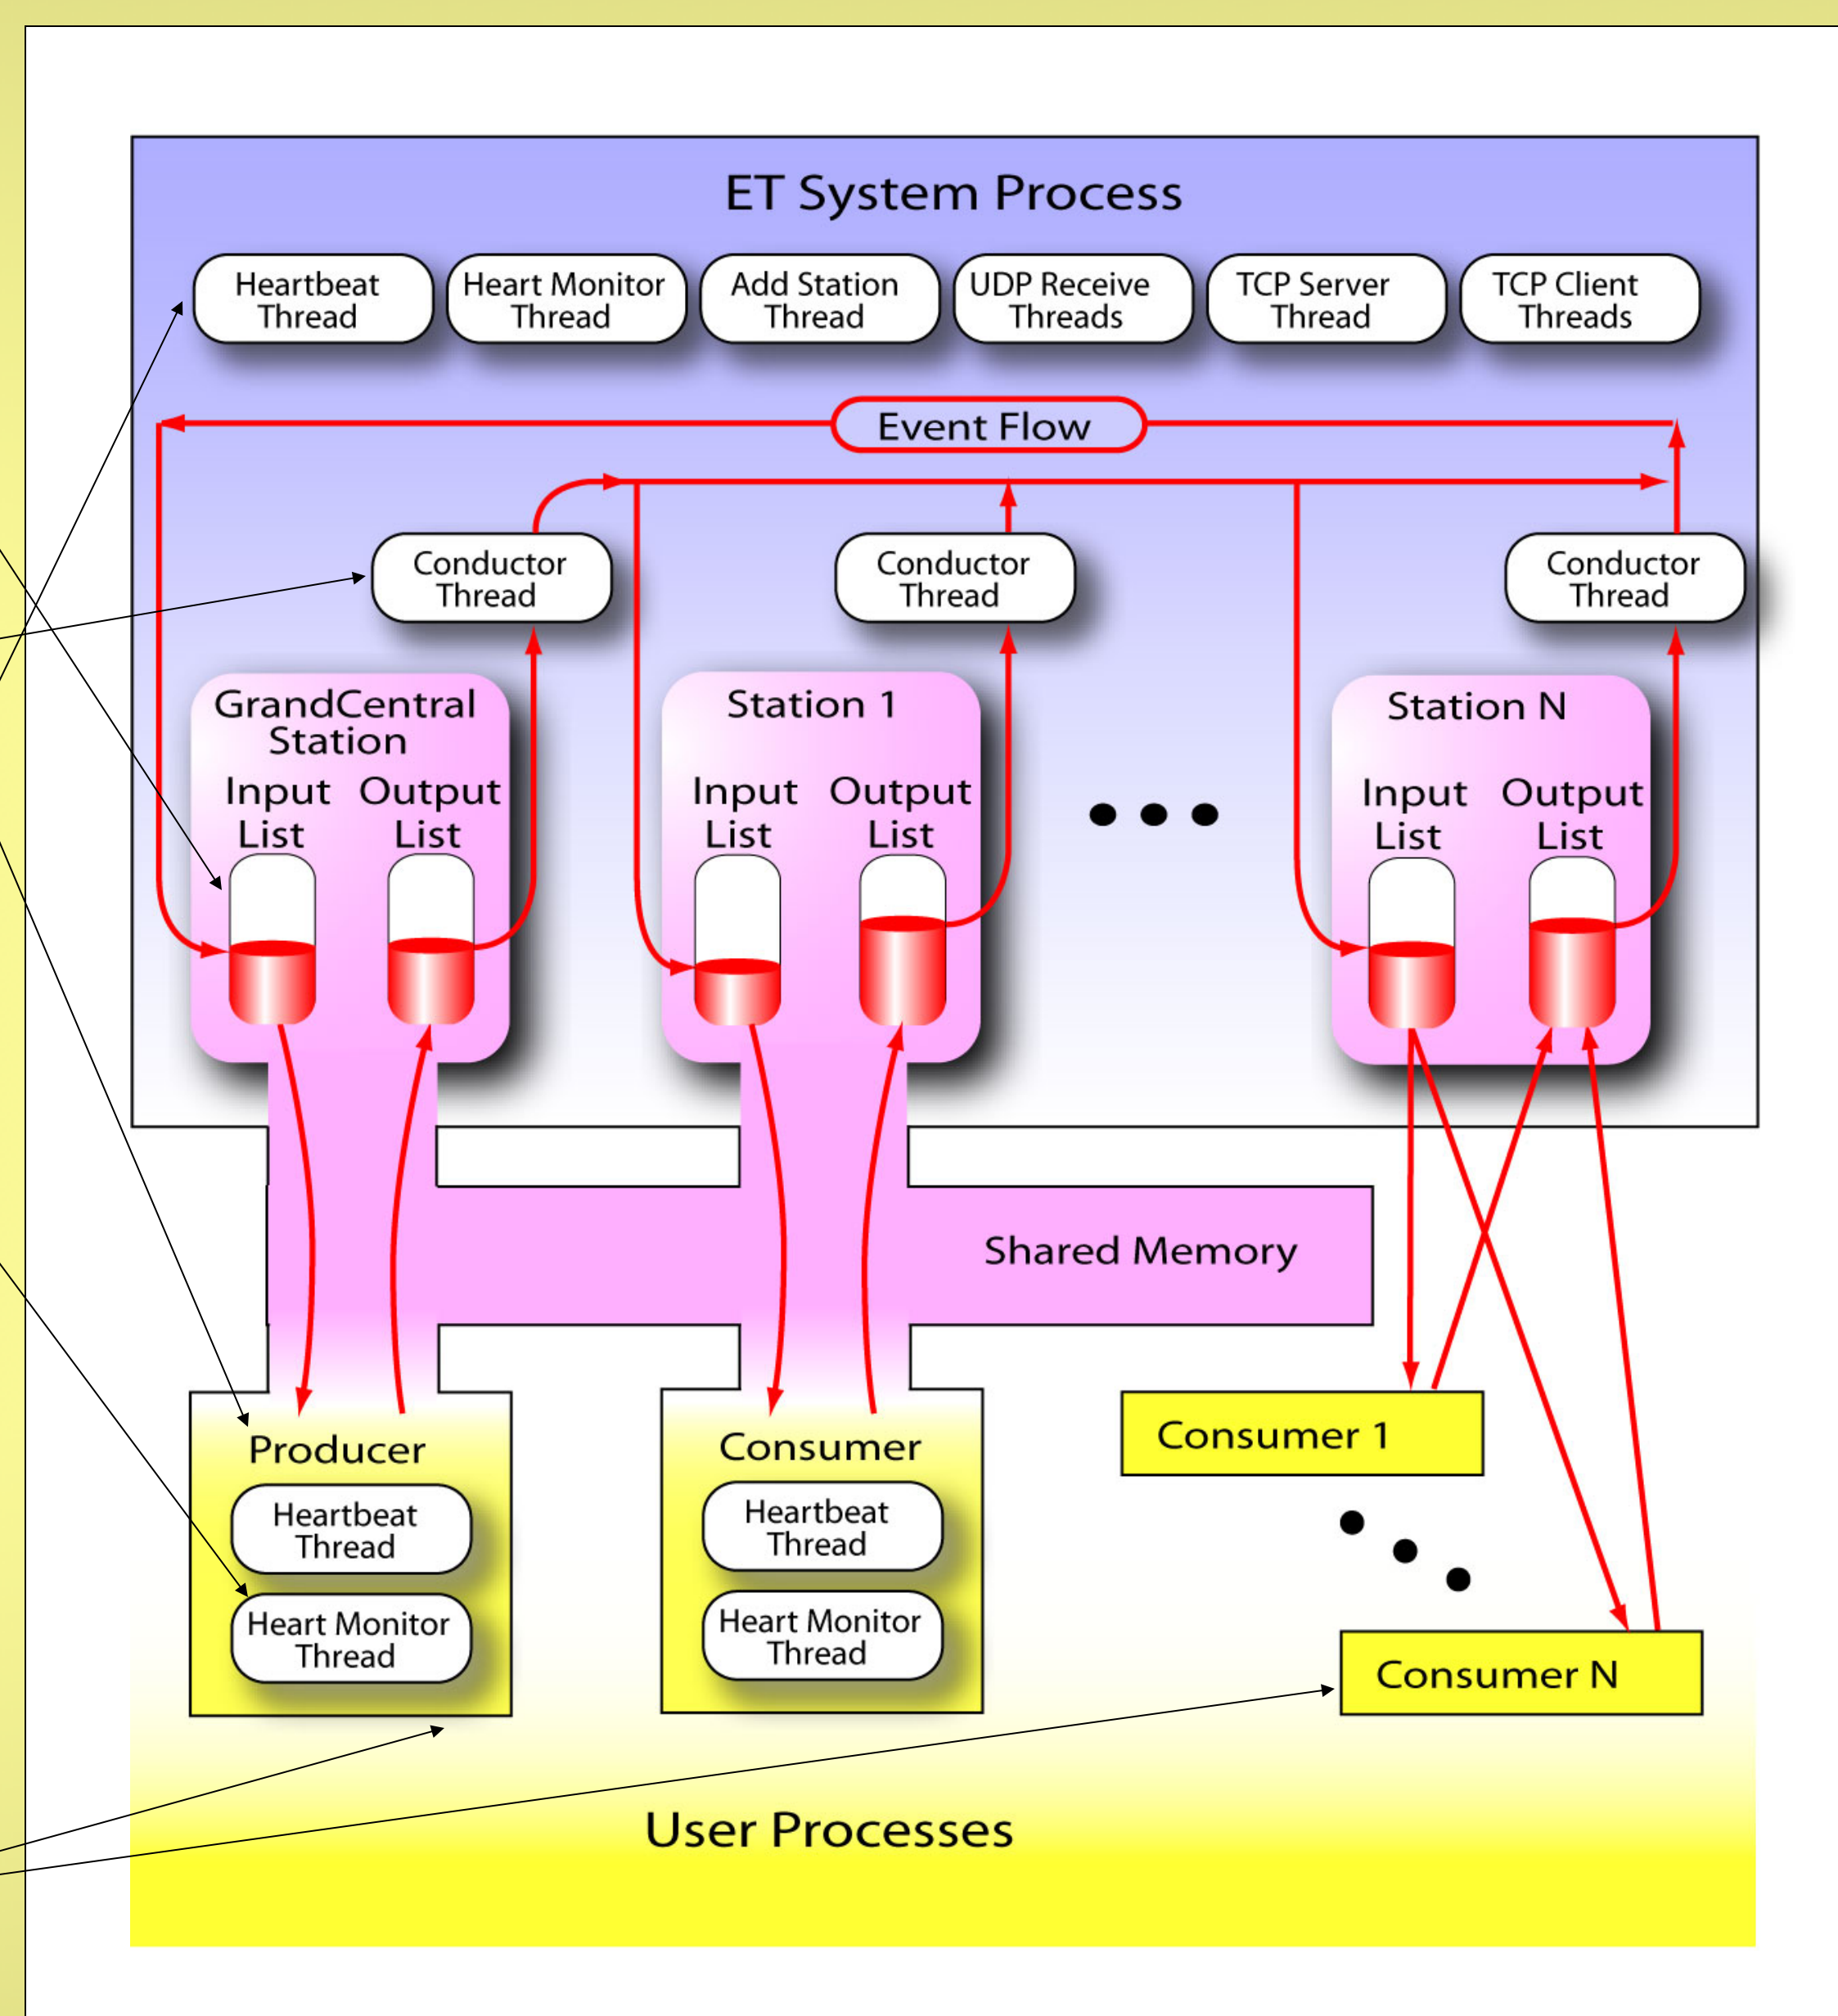 ET System Process
Heartbeat
Thread
Heart Monitor
Thread
Add Station
Thread
UDP Receive
Threads
TCP Server
Thread
TCP Client
Threads
Event Flow
Conductor
Thread
Conductor
Thread
Conductor
Thread
GrandCentral
Station
Input
List
Output
List
Station 1
Input
List
Output
List
Station N
Input
List
Output
List
Shared Memory
Producer
Heartbeat
Thread
Heart Monitor
Thread
Consumer
Heartbeat
Thread
Heart Monitor
Thread
Consumer 1
Consumer N
User Processes